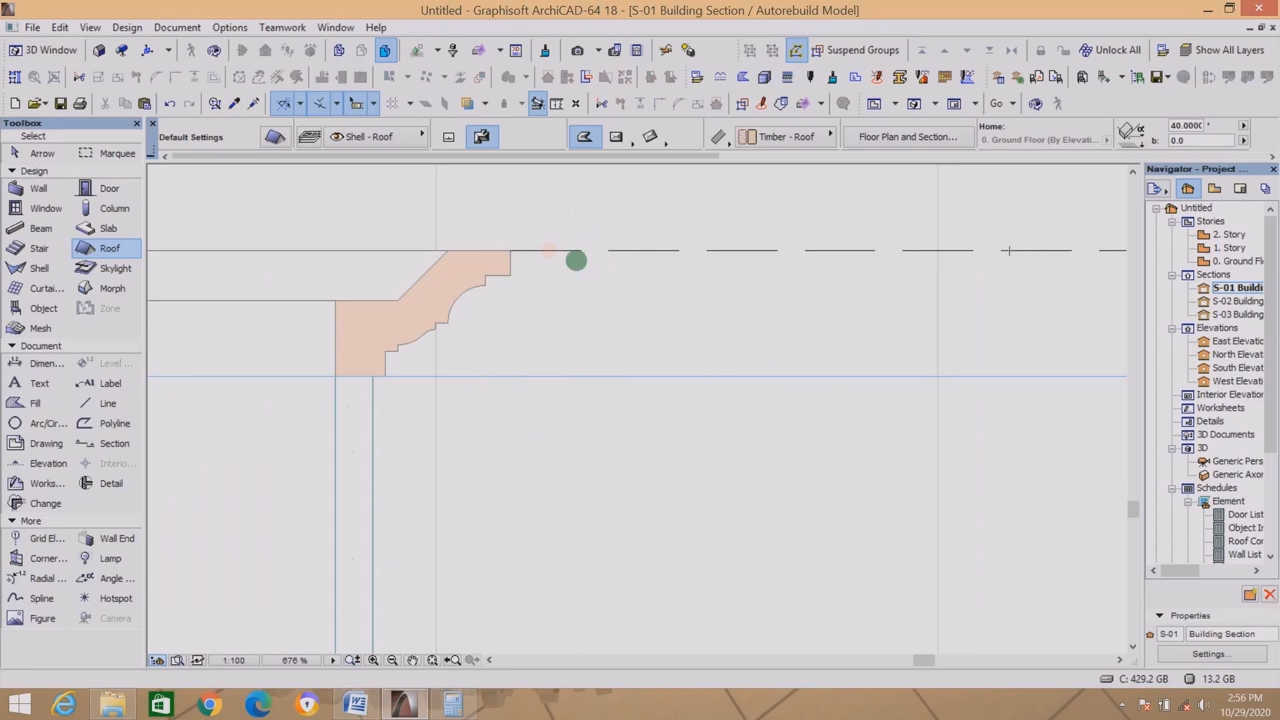 Untitled - Graphisoft ArchiCAD-64 18 - [S-01 Building Section / Autorebuild Model]
File Edit View Design Document Options Teamwork Window Help
3D Window
Suspend Groups
Unlock All
Show All Layers
Go
Toolbox
Select
Arrow
Marquee
Design
Wall
Door
Window
Column
Beam
Slab
Stair
Roof
Shell
Skylight
Curtai...
Morph
Object
Zone
Mesh
Document
Dimen...
Level ...
Text
Label
Fill
Line
Arc/Cir...
Polyline
Drawing
Section
Elevation
Interio...
Works...
Detail
Change
More
Grid El...
Wall End
Corner...
Lamp
Radial ...
Angle ...
Spline
Hotspot
Figure
Camera
Default Settings
Shell - Roof
Timber - Roof
Floor Plan and Section...
Home:
0. Ground Floor (By Elevati...
40.0000 °
b: 0.0
Navigator - Project ...
Untitled
Stories
2. Story
1. Story
0. Ground Fl
Sections
S-01 Buildi
S-02 Building
S-03 Building
Elevations
East Elevatio
North Elevat
South Elevat
West Elevati
Interior Elevation
Worksheets
Details
3D Documents
3D
Generic Pers
Generic Axon
Schedules
Element
Door List
Object In
Roof Cor
Wall List
Properties
S-01 Building Section
Settings...
1:100
676 %
C: 429.2 GB
13.2 GB
2:56 PM
10/29/2020